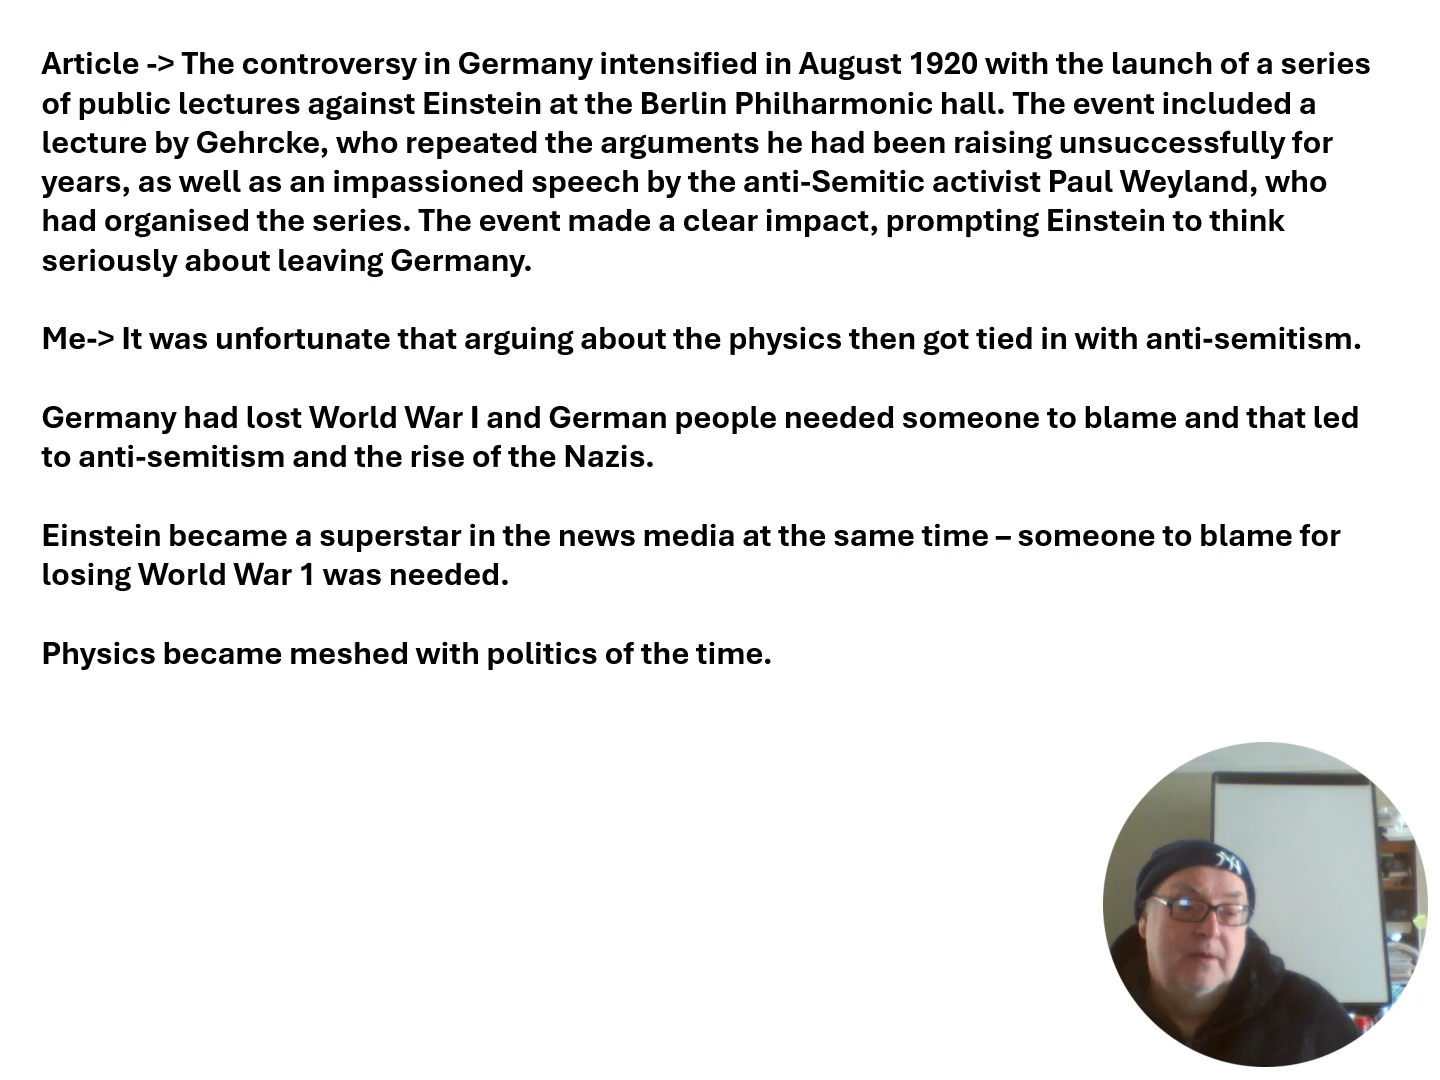 Article -> The controversy in Germany intensified in August 1920 with the launch of a series
of public lectures against Einstein at the Berlin Philharmonic hall. The event included a
lecture by Gehrcke, who repeated the arguments he had been raising unsuccessfully for
years, as well as an impassioned speech by the anti-Semitic activist Paul Weyland, who
had organised the series. The event made a clear impact, prompting Einstein to think
seriously about leaving Germany.
Me-> It was unfortunate that arguing about the physics then got tied in with anti-semitism.
Germany had lost World War I and German people needed someone to blame and that led
to anti-semitism and the rise of the Nazis.
Einstein became a superstar in the news media at the same time – someone to blame for
losing World War 1 was needed.
Physics became meshed with politics of the time.